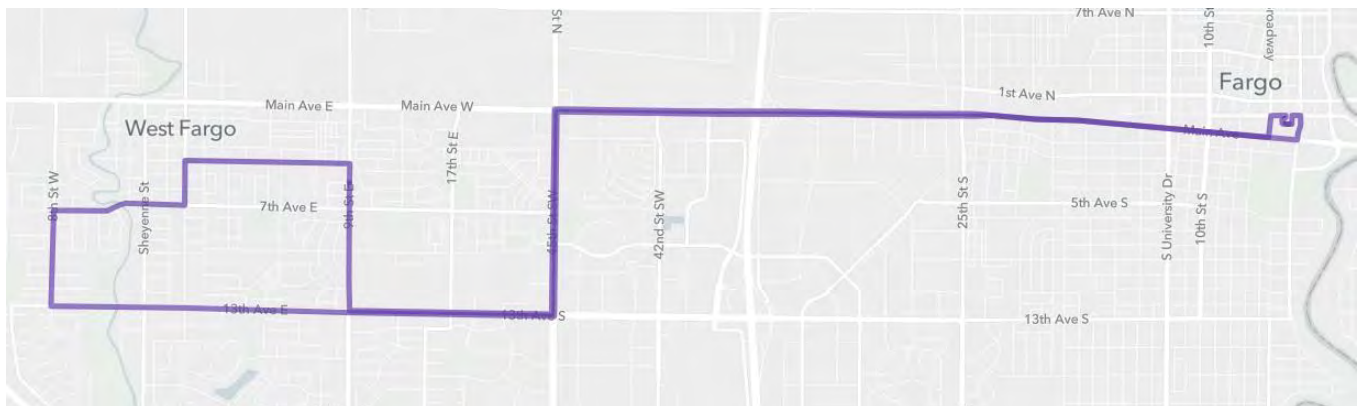 7th Ave N
St N
10th St
roadway
Fargo
1st Ave N
Main Ave E
Main Ave W
West Fargo
Main Ave
17th St E
8th St W
Sheyenne St
7th Ave E
9th St E
45th St SW
42nd St SW
25th St S
5th Ave S
S University Dr
10th St S
13th Ave E
13th Ave S
13th Ave S